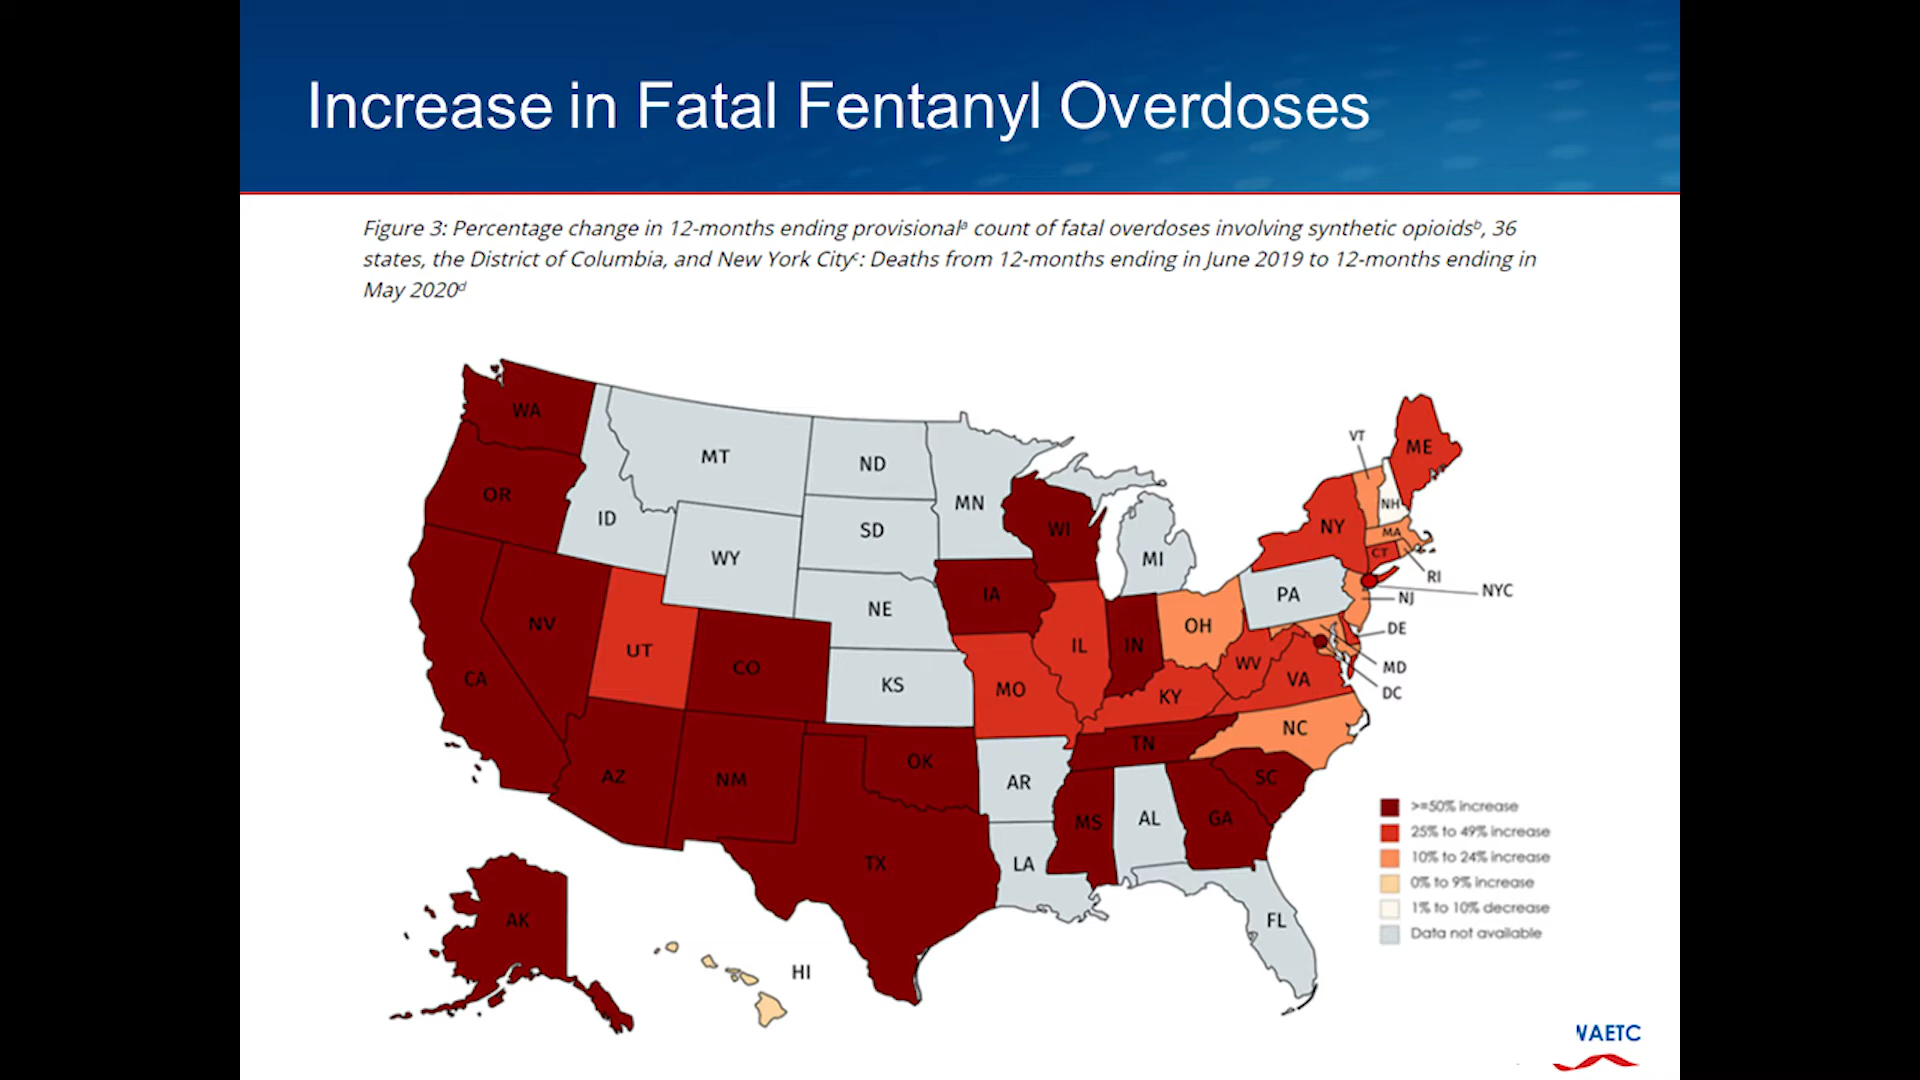 Increase in Fatal Fentanyl Overdoses
Figure 3: Percentage change in 12-months ending provisionalᵃ count of fatal overdoses involving synthetic opioidsᵇ, 36
states, the District of Columbia, and New York Cityᶜ: Deaths from 12-months ending in June 2019 to 12-months ending in
May 2020ᵈ
WA
MT
ND
MN
OR
ID
SD
WY
WI
MI
VT
ME
NH
NY
MA
CT
RI
NYC
NJ
PA
DE
MD
DC
NV
UT
CO
CA
NE
IA
KS
MO
IL
IN
OH
WV
VA
KY
NC
TN
SC
AZ
NM
OK
AR
TX
LA
MS
AL
GA
FL
AK
HI
>=50% increase
25% to 49% increase
10% to 24% increase
0% to 9% increase
1% to 10% decrease
Data not available